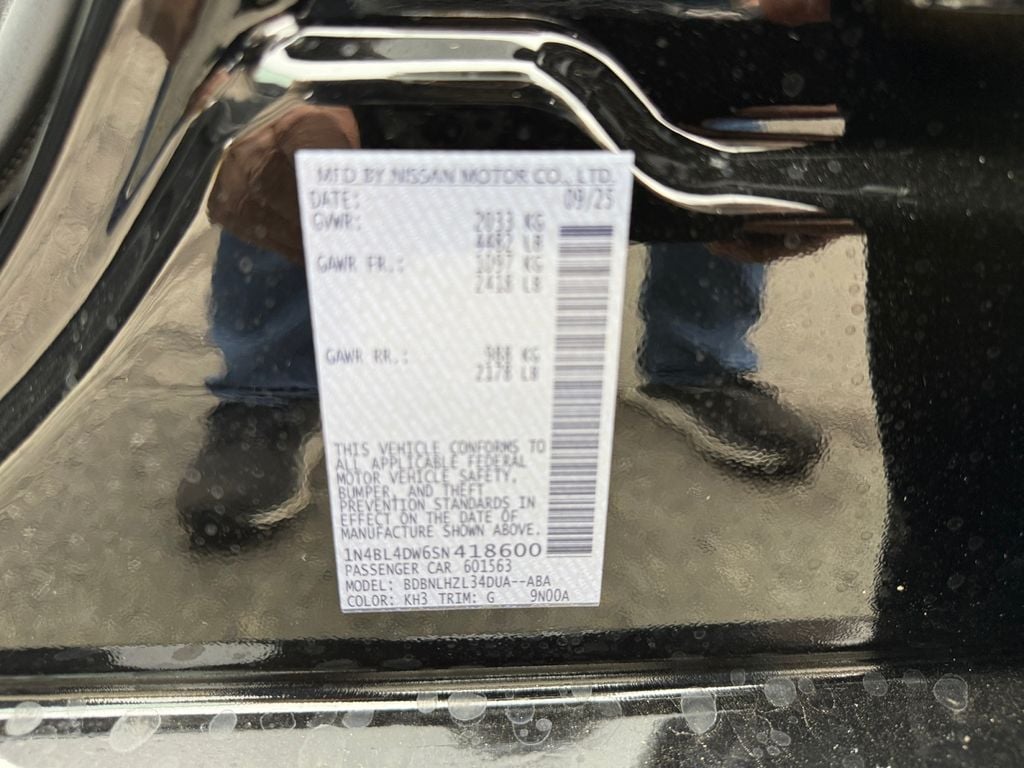 MFD BY NISSAN MOTOR CO., LTD.
DATE: 09/25
GVWR: 2033 KG
4482 LB
GAWR FR.: 1097 KG
2418 LB
GAWR RR.: 988 KG
2178 LB
THIS VEHICLE CONFORMS TO
ALL APPLICABLE FEDERAL
MOTOR VEHICLE SAFETY,
BUMPER, AND THEFT
PREVENTION STANDARDS IN
EFFECT ON THE DATE OF
MANUFACTURE SHOWN ABOVE.
1N4BL4DW6SN418600
PASSENGER CAR 601563
MODEL: BDBNLHZL34DUA--ABA
COLOR: KH3 TRIM: G 9N00A